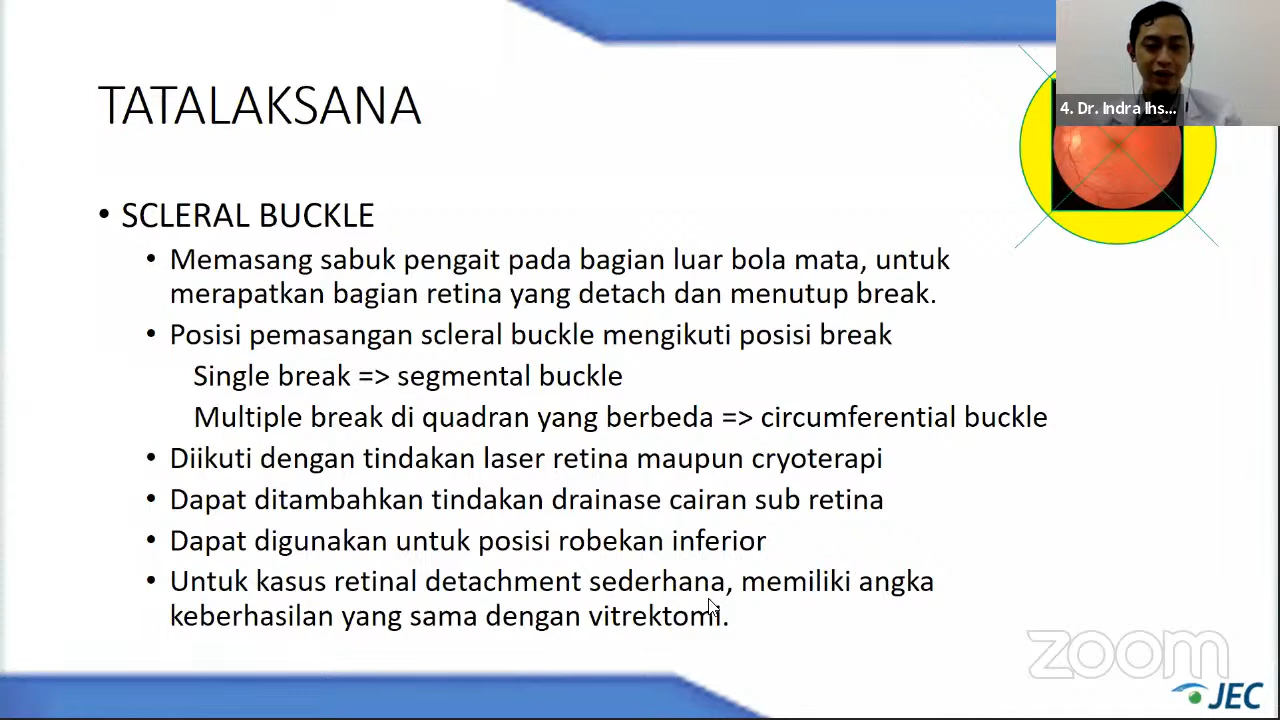 TATALAKSANA
4. Dr. Indra Ihs...
• SCLERAL BUCKLE
• Memasang sabuk pengait pada bagian luar bola mata, untuk
merapatkan bagian retina yang detach dan menutup break.
• Posisi pemasangan scleral buckle mengikuti posisi break
Single break => segmental buckle
Multiple break di quadran yang berbeda => circumferential buckle
• Diikuti dengan tindakan laser retina maupun cryoterapi
• Dapat ditambahkan tindakan drainase cairan sub retina
• Dapat digunakan untuk posisi robekan inferior
• Untuk kasus retinal detachment sederhana, memiliki angka
keberhasilan yang sama dengan vitrektomi.
zoom
JEC